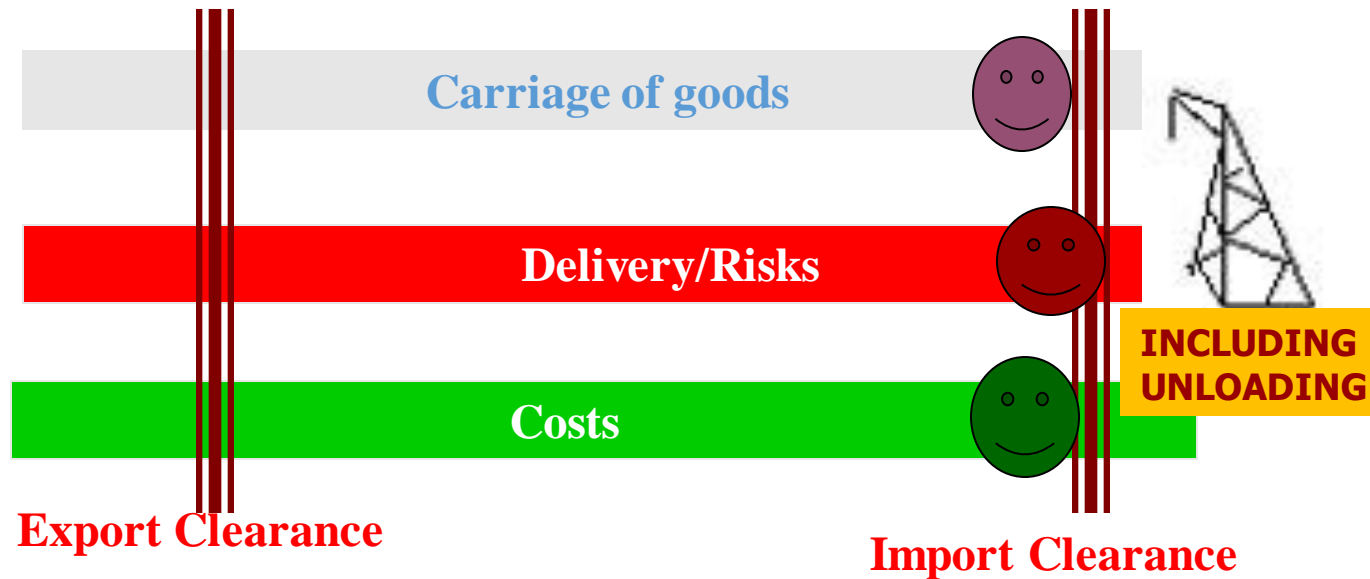 Carriage of goods
Delivery/Risks
INCLUDING
UNLOADING
Costs
Export Clearance
Import Clearance